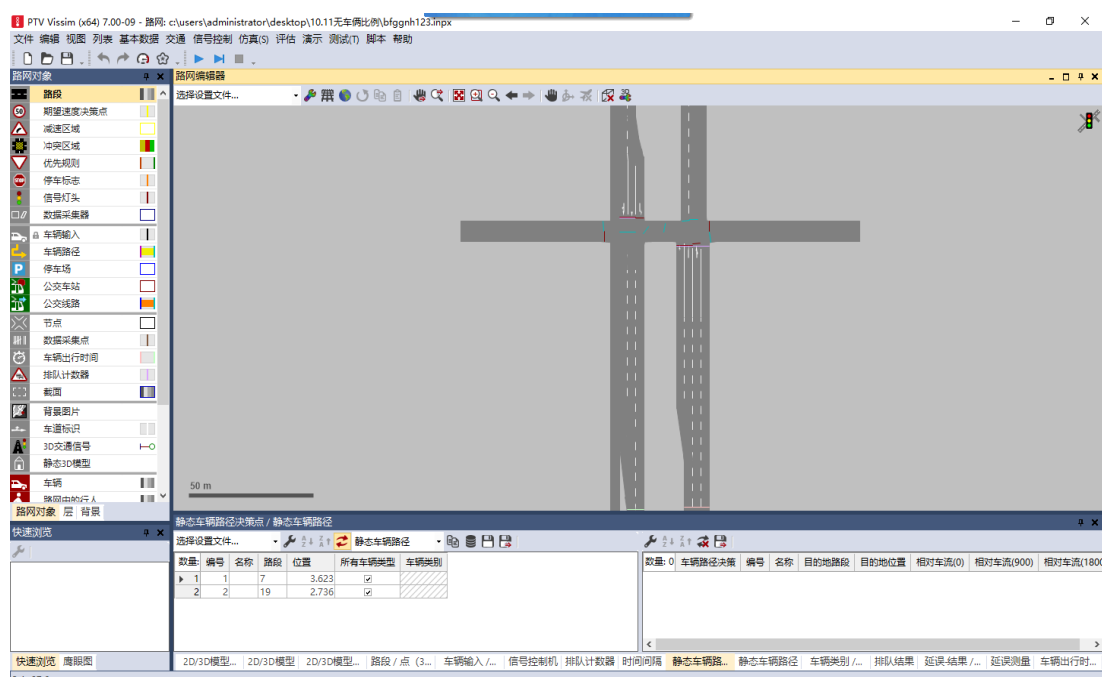 PTV Vissim (x64) 7.00-09 - 路网: c:\users\administrator\desktop\10.11无车俩比例\bfggnh123.inpx
文件 编辑 视图 列表 基本数据 交通 信号控制 仿真(S) 评估 演示 测试(T) 脚本 帮助
路网对象
路网编辑器
选择设置文件...
路段
期望速度决策点
减速区域
冲突区域
优先规则
停车标志
信号灯头
数据采集器
车辆输入
车辆路径
停车场
公交车站
公交线路
节点
数据采集点
车辆出行时间
排队计数器
截面
背景图片
车道标识
3D交通信号
静态3D模型
车辆
路网中的行人
50 m
路网对象 层 背景
快速浏览
静态车辆路径决策点 / 静态车辆路径
选择设置文件... 静态车辆路径
数量: 编号 名称 路段 位置 所有车辆类型 车辆类别
1 1 7 3.623
2 2 19 2.736
数量: 0 车辆路径决策 编号 名称 目的地路段 目的地位置 相对车流(0) 相对车流(900) 相对车流(1800
快速浏览 鹰眼图
2D/3D模型... 2D/3D模型 2D/3D模型... 路段 / 点 (3... 车辆输入 /... 信号控制机 排队计数器 时间间隔 静态车辆路... 静态车辆路径 车辆类别 /... 排队结果 延误-结果 /... 延误测量 车辆出行时...